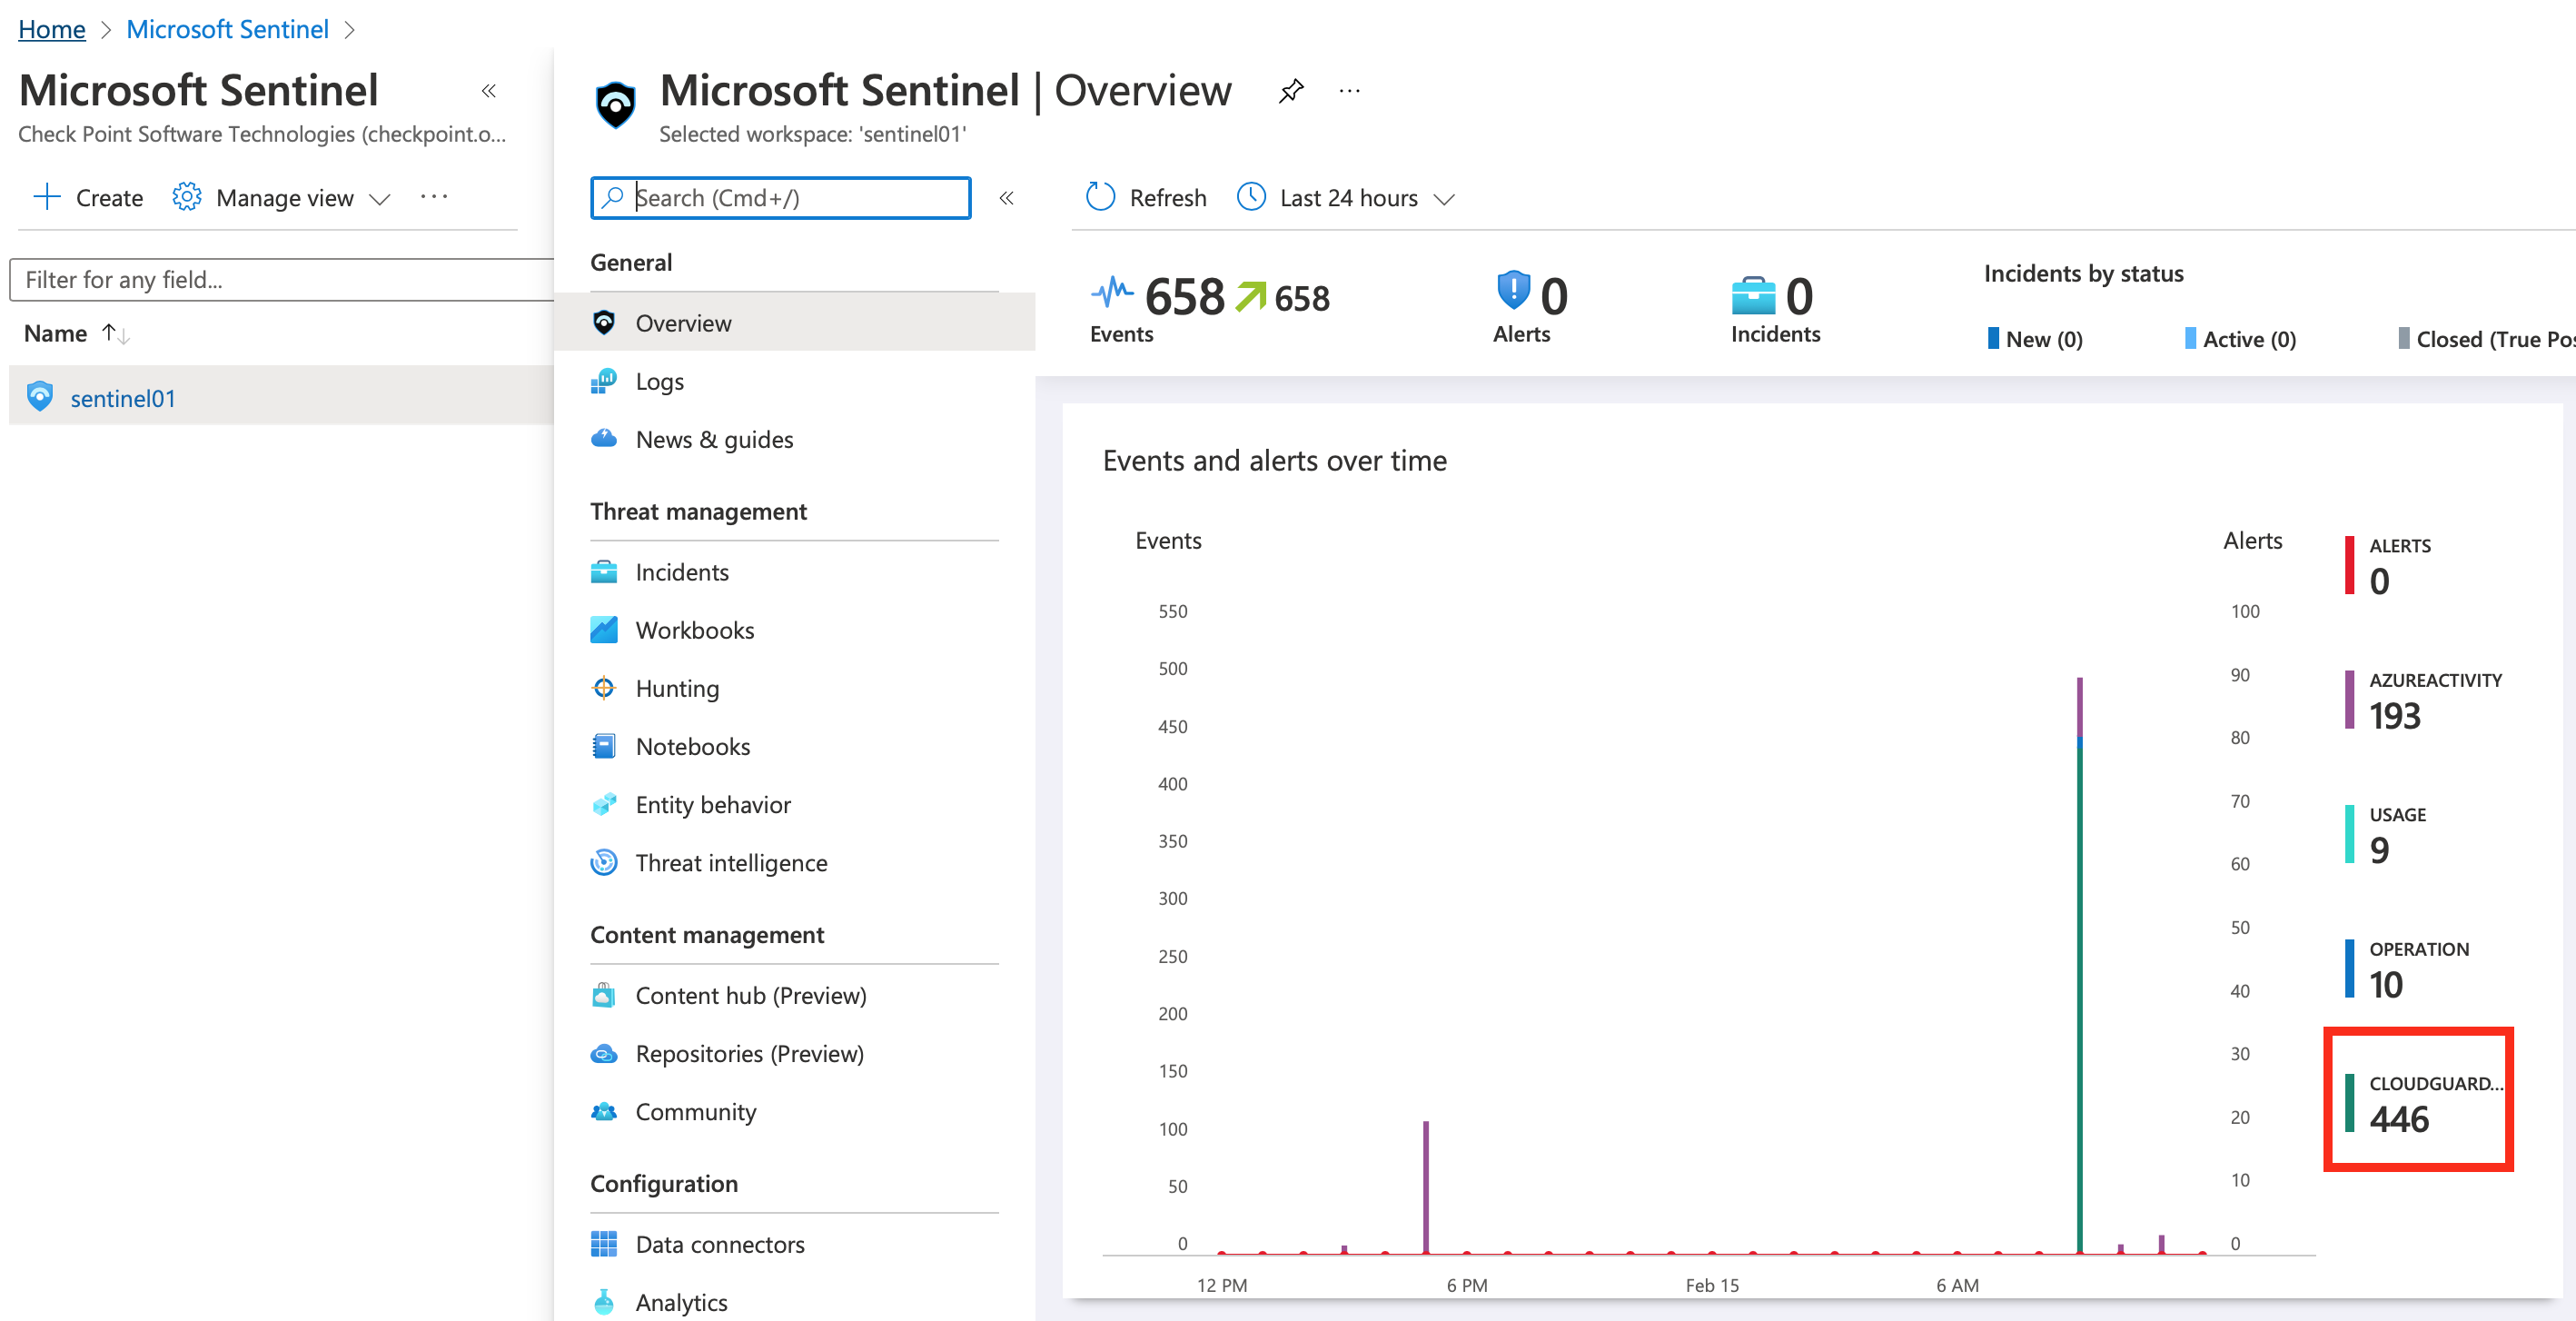 Home > Microsoft Sentinel >
Microsoft Sentinel «
Check Point Software Technologies (checkpoint.o...
+ Create Manage view ...
Filter for any field...
Name ↑↓
sentinel01
Microsoft Sentinel | Overview ...
Selected workspace: 'sentinel01'
Search (Cmd+/) «
General
Overview
Logs
News & guides
Threat management
Incidents
Workbooks
Hunting
Notebooks
Entity behavior
Threat intelligence
Content management
Content hub (Preview)
Repositories (Preview)
Community
Configuration
Data connectors
Analytics
Refresh Last 24 hours
658 658
Events
0
Alerts
0
Incidents
Incidents by status
New (0) Active (0) Closed (True Pos
Events and alerts over time
Events
550
500
450
400
350
300
250
200
150
100
50
0
12 PM 6 PM Feb 15 6 AM
Alerts
100
90
80
70
60
50
40
30
20
10
0
ALERTS
0
AZUREACTIVITY
193
USAGE
9
OPERATION
10
CLOUDGUARD...
446